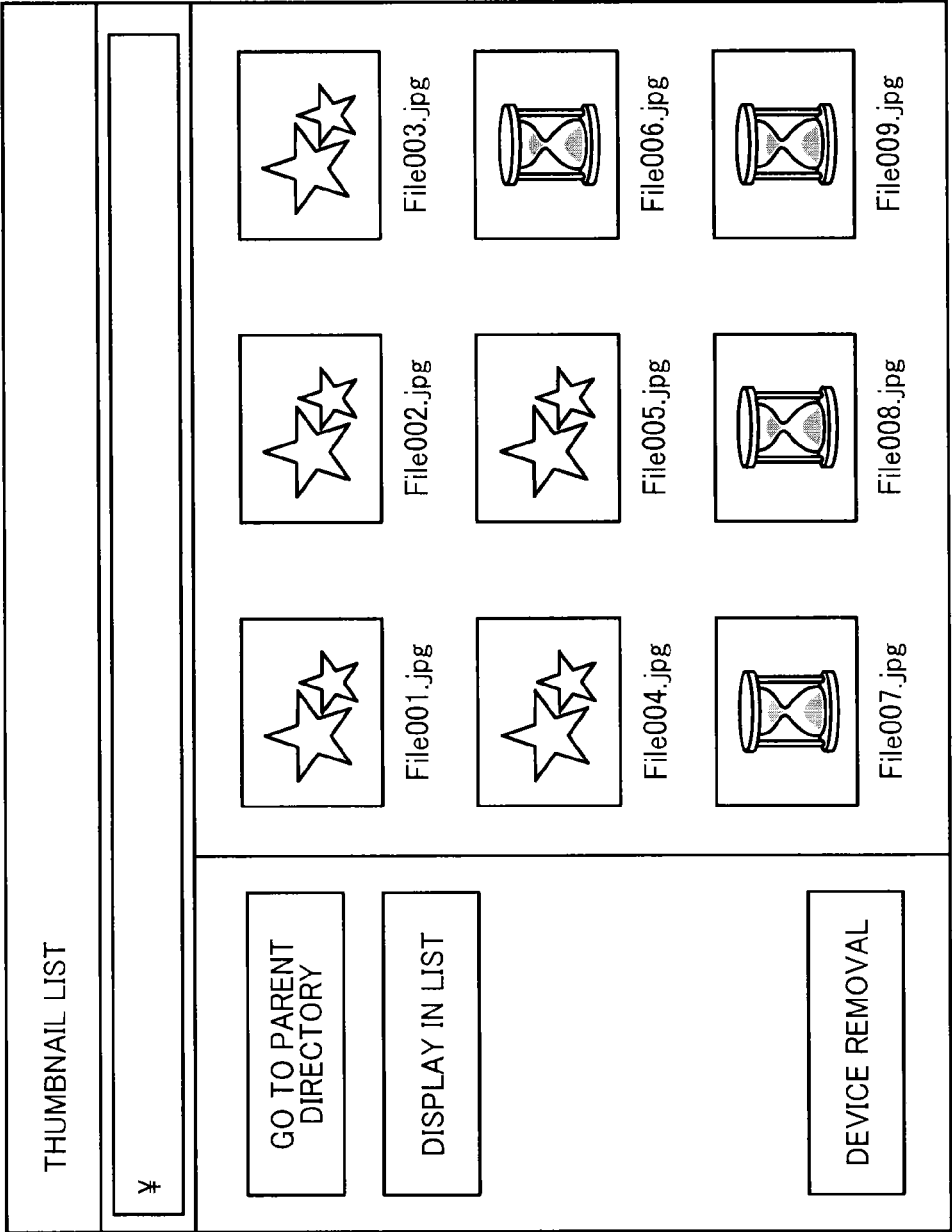 THUMBNAIL LIST
¥
GO TO PARENT
DIRECTORY
DISPLAY IN LIST
DEVICE REMOVAL
File001.jpg
File002.jpg
File003.jpg
File004.jpg
File005.jpg
File006.jpg
File007.jpg
File008.jpg
File009.jpg